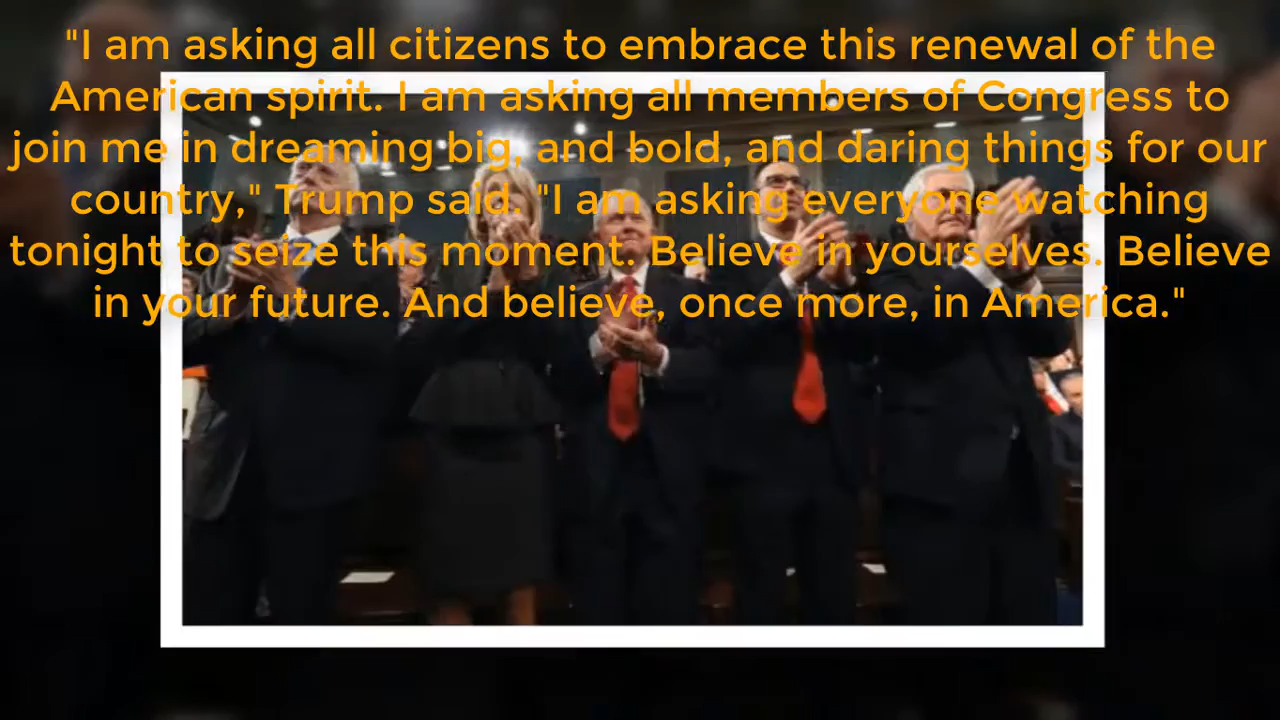 "I am asking all citizens to embrace this renewal of the
American spirit. I am asking all members of Congress to
join me in dreaming big, and bold, and daring things for our
country," Trump said. "I am asking everyone watching
tonight to seize this moment. Believe in yourselves. Believe
in your future. And believe, once more, in America."